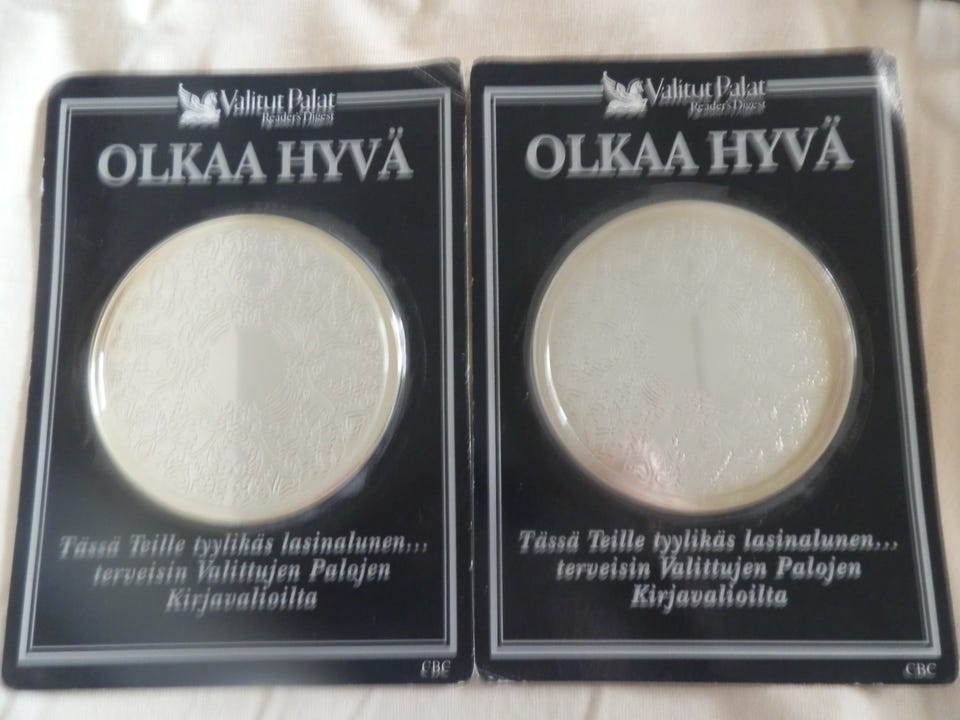 Valitut Palat
Reader's Digest
OLKAA HYVÄ
Tässä Teille tyylikäs lasinalunen...
terveisin Valittujen Palojen
Kirjavalioilta
CBC
Valitut Palat
Reader's Digest
OLKAA HYVÄ
Tässä Teille tyylikäs lasinalunen...
terveisin Valittujen Palojen
Kirjavalioilta
CBC